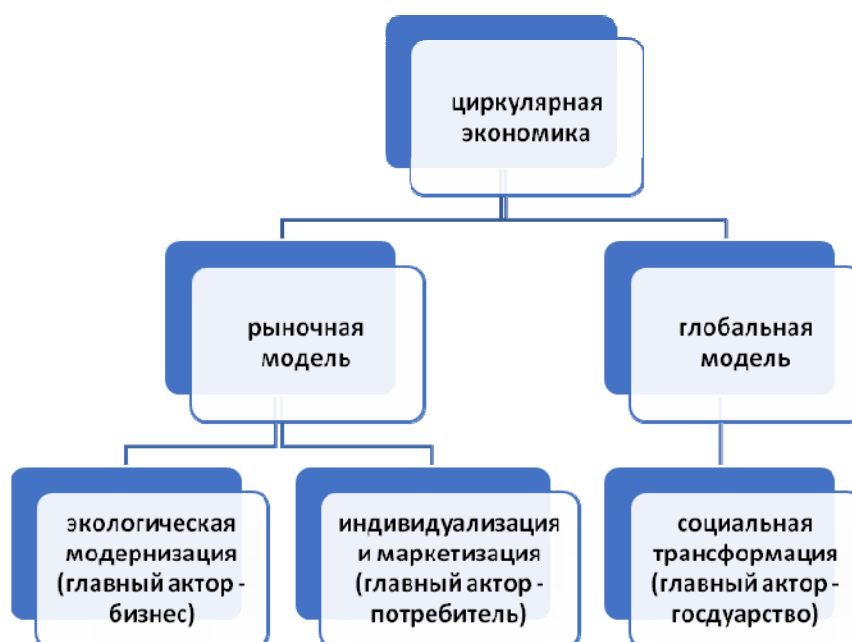 циркулярная
экономика
рыночная
модель
глобальная
модель
экологическая
модернизация
(главный актор -
бизнес)
индивидуализация
и маркетизация
(главный актор -
потребитель)
социальная
трансформация
(главный актор -
госдуарство)